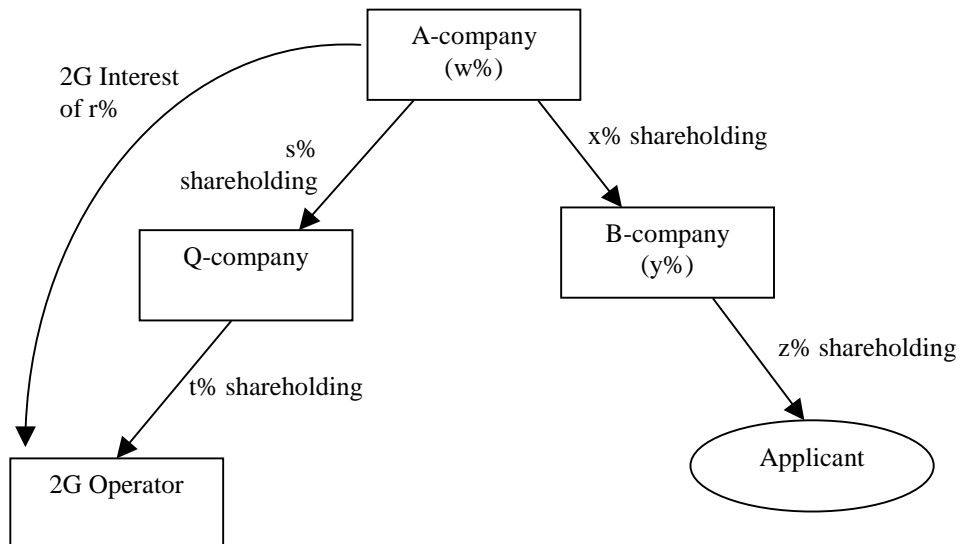 A-company
(w%)
2G Interest
of r%
s%
shareholding
x% shareholding
Q-company
B-company
(y%)
t% shareholding
z% shareholding
2G Operator
Applicant